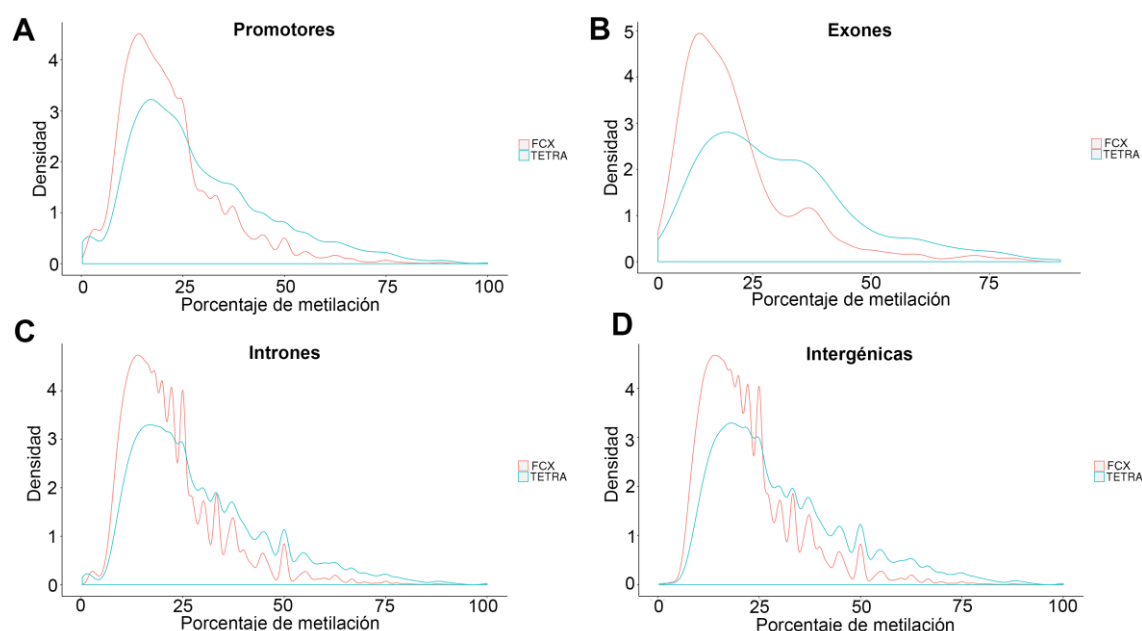 A
Promotores
4
3
2
1
0
Densidad
0 25 50 75 100
Porcentaje de metilación
FCX
TETRA
B
Exones
5
4
3
2
1
0
Densidad
25 50 75
Porcentaje de metilación
FCX
TETRA
C
Intrones
4
3
2
1
0
Densidad
0 25 50 75 100
Porcentaje de metilación
FCX
TETRA
D
Intergénicas
4
3
2
1
0
Densidad
0 25 50 75 100
Porcentaje de metilación
FCX
TETRA